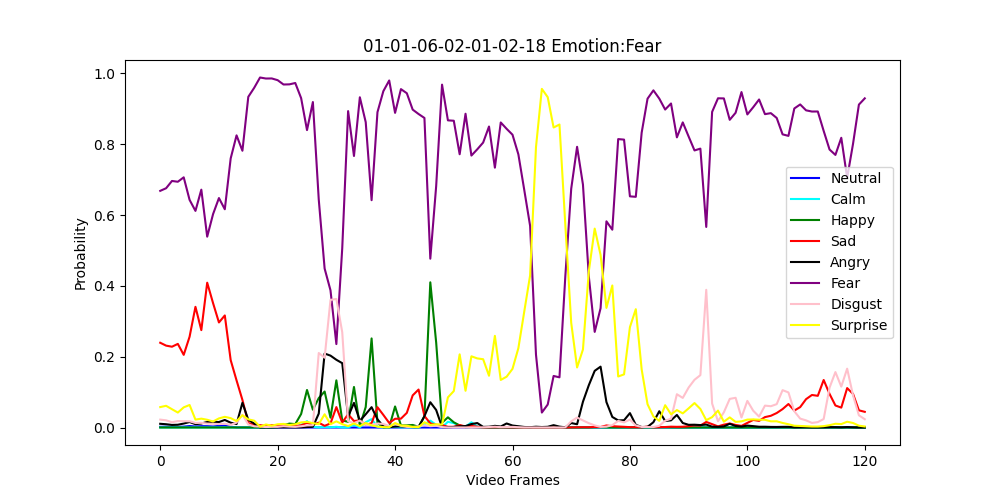 01-01-06-02-01-02-18 Emotion:Fear
Probability
1.0
0.8
0.6
0.4
0.2
0.0
0
20
40
60
80
100
120
Video Frames
Neutral
Calm
Happy
Sad
Angry
Fear
Disgust
Surprise